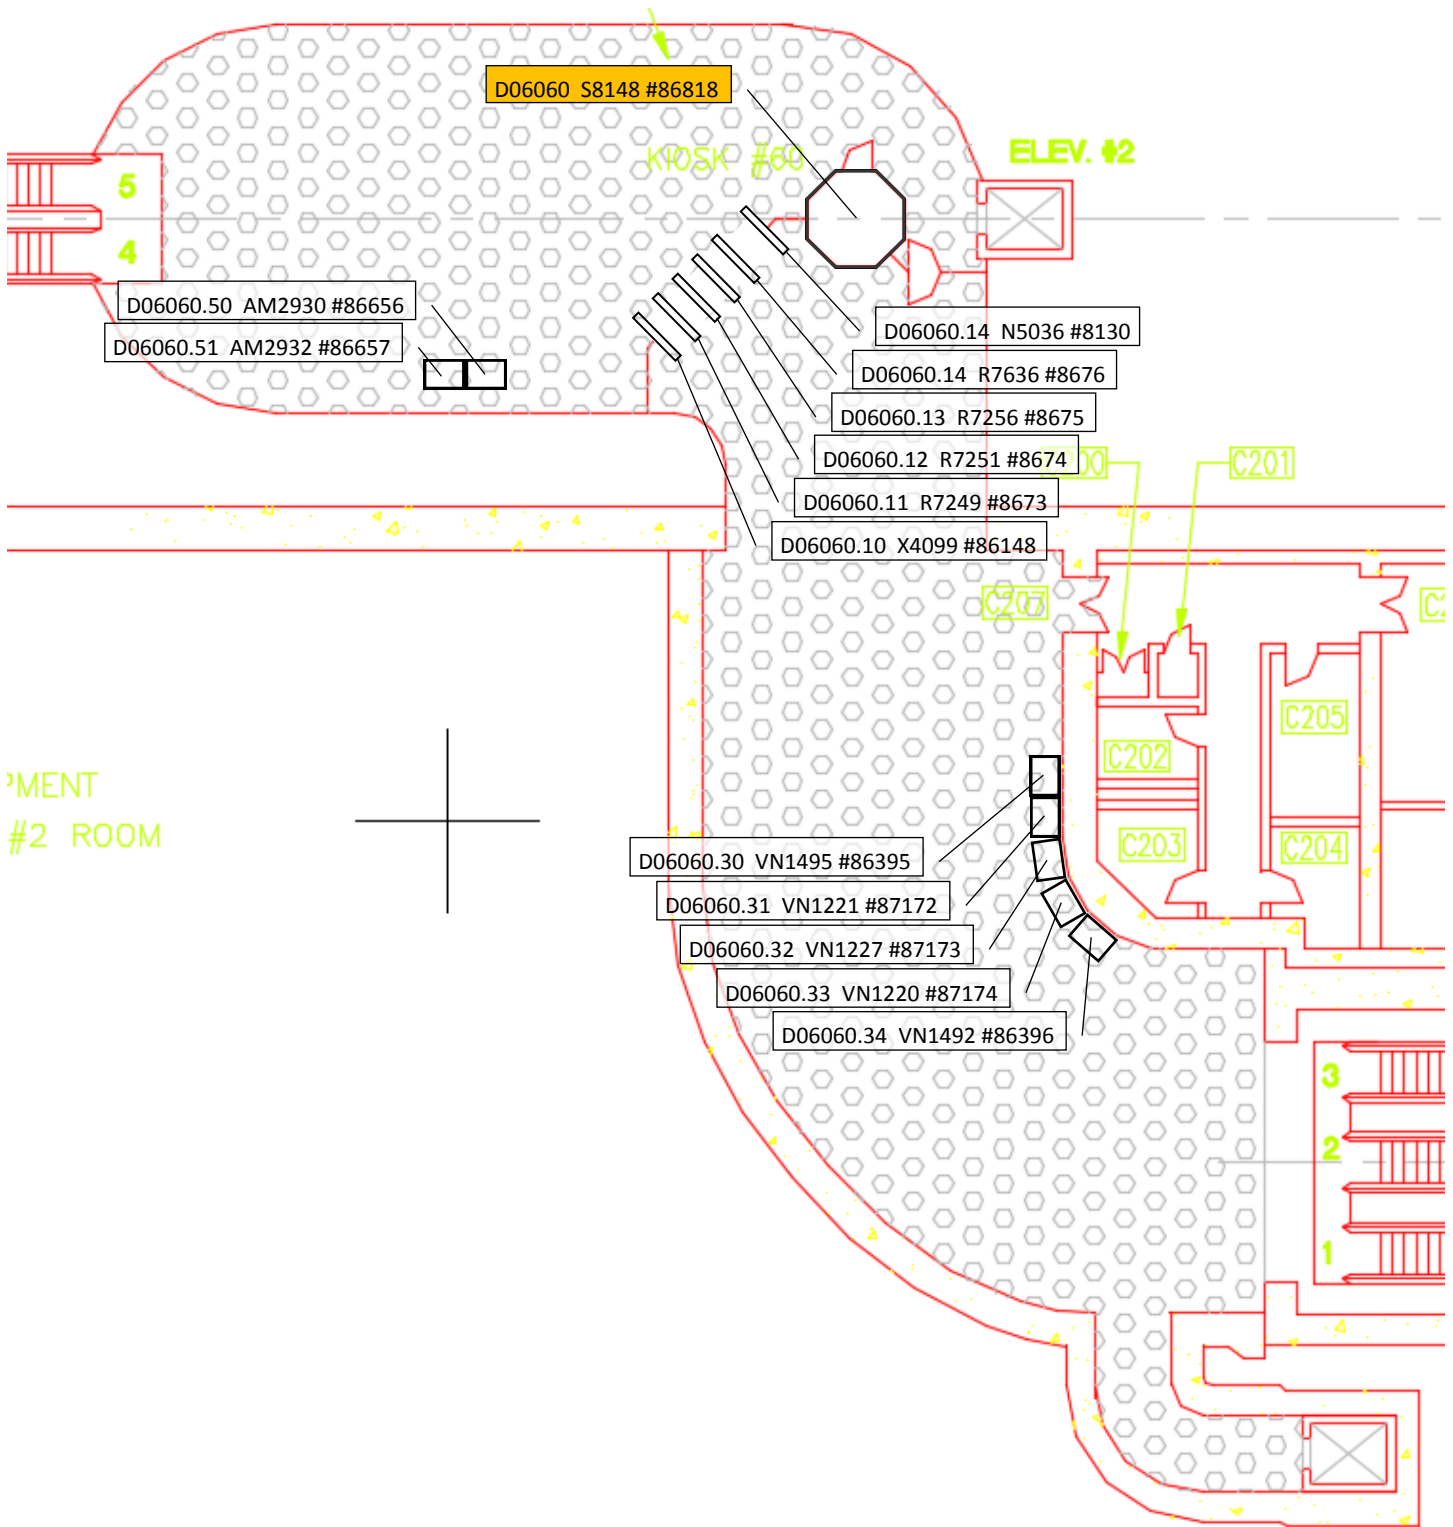 D06060 S8148 #86818
KIOSK #60
ELEV. #2
5
4
D06060.50 AM2930 #86656
D06060.51 AM2932 #86657
D06060.14 N5036 #8130
D06060.14 R7636 #8676
D06060.13 R7256 #8675
D06060.12 R7251 #8674
C201
D06060.11 R7249 #8673
D06060.10 X4099 #86148
C207
C205
C202
PMENT
#2 ROOM
C203
C204
D06060.30 VN1495 #86395
D06060.31 VN1221 #87172
D06060.32 VN1227 #87173
D06060.33 VN1220 #87174
D06060.34 VN1492 #86396
3
2
1